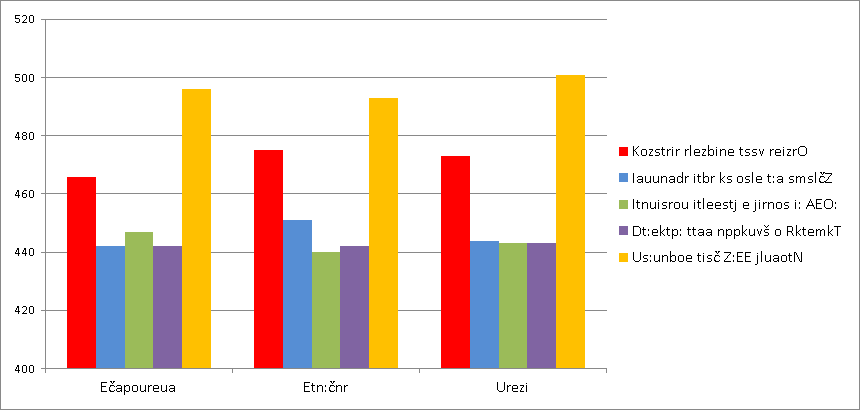 520
500
480
460
440
420
400
Ečapoureua
Etn:čnr
Urezi
Kozstrir rlezbine tssv reizrO
Iauunadr itbr ks osle t:a smslčZ
Itnuisrou itleestj e jirnos i: AEO:
Dt:ektp: ttaa nppkuvš o RktemkT
Us:unboe tisč Z:EE jluaotN